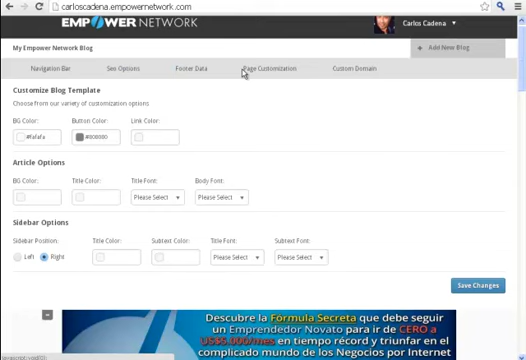 carloscadena.empowernetwork.com
EMPOWER NETWORK
Carlos Cadena
My Empower Network Blog
+ Add New Blog
Navigation Bar Seo Options Footer Data Page Customization Custom Domain
Customize Blog Template
Choose from our variety of customization options
BG Color: Button Color: Link Color:
#fafafa #808080
Article Options
BG Color: Title Color: Title Font: Body Font:
Please Select Please Select
Sidebar Options
Sidebar Position: Title Color: Subtext Color: Title Font: Subtext Font:
Left Right Please Select Please Select
Save Changes
Descubre la Fórmula Secreta que debe seguir
un Emprendedor Novato para ir de CERO a
US$6.000/mes en tiempo récord y triunfar en el
complicado mundo de los Negocios por Internet